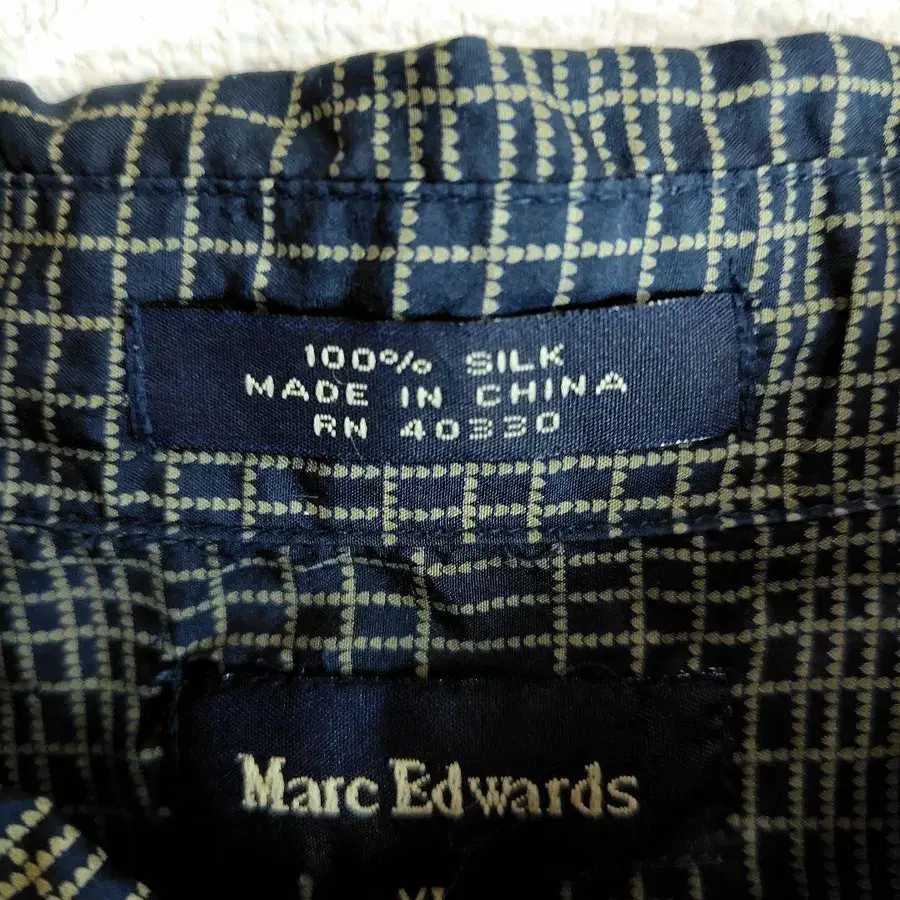 100% SILK
MADE IN CHINA
RN 40330
Marc Edwards